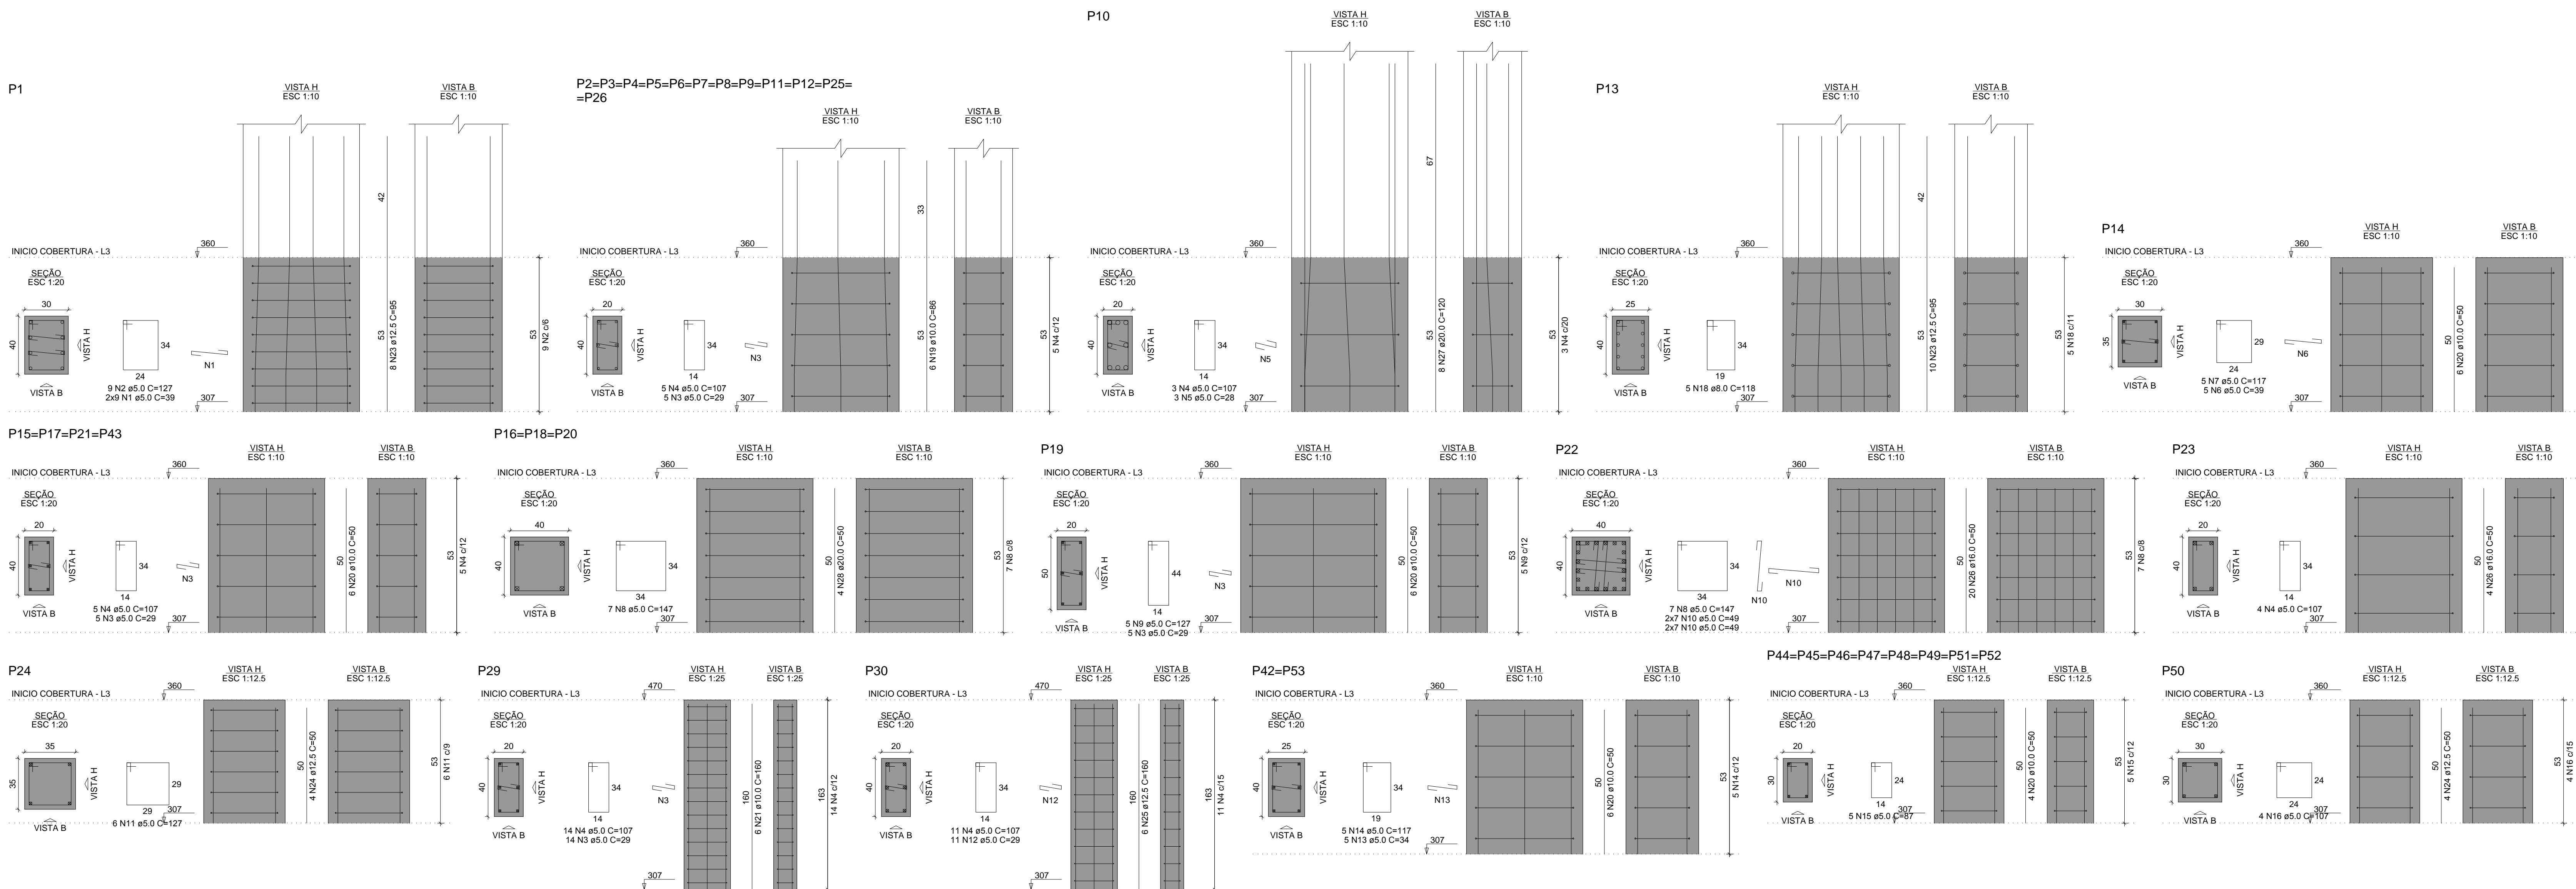 P1
VISTA H
ESC 1:10
VISTA B
ESC 1:10
INICIO COBERTURA - L3
360
SEÇÃO
ESC 1:20
30
40
VISTA H
VISTA B
34
24
9 N2 ø5.0 C=127
2x9 N1 ø5.0 C=39
N1
307
42
53
8 N23 ø12.5 C=95
53
9 N2 c/6
P2=P3=P4=P5=P6=P7=P8=P9=P11=P12=P25=
=P26
VISTA H
ESC 1:10
VISTA B
ESC 1:10
INICIO COBERTURA - L3
360
SEÇÃO
ESC 1:20
20
40
VISTA H
VISTA B
34
14
5 N4 ø5.0 C=107
5 N3 ø5.0 C=29
N3
307
33
53
6 N19 ø10.0 C=86
53
5 N4 c/12
P10
VISTA H
ESC 1:10
VISTA B
ESC 1:10
INICIO COBERTURA - L3
360
SEÇÃO
ESC 1:20
20
40
VISTA H
VISTA B
34
14
3 N4 ø5.0 C=107
3 N5 ø5.0 C=28
N5
307
67
53
8 N27 ø20.0 C=120
53
3 N4 c/20
P13
VISTA H
ESC 1:10
VISTA B
ESC 1:10
INICIO COBERTURA - L3
360
SEÇÃO
ESC 1:20
25
40
VISTA H
VISTA B
34
19
5 N18 ø8.0 C=118
307
42
53
10 N23 ø12.5 C=95
53
5 N18 c/11
P14
VISTA H
ESC 1:10
VISTA B
ESC 1:10
INICIO COBERTURA - L3
360
SEÇÃO
ESC 1:20
30
35
VISTA H
VISTA B
29
24
5 N7 ø5.0 C=117
5 N6 ø5.0 C=39
N6
307
50
6 N20 ø10.0 C=50
P15=P17=P21=P43
VISTA H
ESC 1:10
VISTA B
ESC 1:10
INICIO COBERTURA - L3
360
SEÇÃO
ESC 1:20
20
40
VISTA H
VISTA B
34
14
5 N4 ø5.0 C=107
5 N3 ø5.0 C=29
N3
307
50
6 N20 ø10.0 C=50
53
5 N4 c/12
P16=P18=P20
VISTA H
ESC 1:10
VISTA B
ESC 1:10
INICIO COBERTURA - L3
360
SEÇÃO
ESC 1:20
40
40
VISTA H
VISTA B
34
34
7 N8 ø5.0 C=147
307
50
4 N28 ø20.0 C=50
53
7 N8 c/8
P19
VISTA H
ESC 1:10
VISTA B
ESC 1:10
INICIO COBERTURA - L3
360
SEÇÃO
ESC 1:20
20
50
VISTA H
VISTA B
44
14
5 N9 ø5.0 C=127
5 N3 ø5.0 C=29
N3
307
50
6 N20 ø10.0 C=50
53
5 N9 c/12
P22
VISTA H
ESC 1:10
VISTA B
ESC 1:10
INICIO COBERTURA - L3
360
SEÇÃO
ESC 1:20
40
40
VISTA H
VISTA B
34
34
7 N8 ø5.0 C=147
2x7 N10 ø5.0 C=49
2x7 N10 ø5.0 C=49
N10
N10
307
50
20 N26 ø16.0 C=50
53
7 N8 c/8
P23
VISTA H
ESC 1:10
VISTA B
ESC 1:10
INICIO COBERTURA - L3
360
SEÇÃO
ESC 1:20
20
40
VISTA H
VISTA B
34
14
4 N4 ø5.0 C=107
307
50
4 N26 ø16.0 C=50
P24
VISTA H
ESC 1:12.5
VISTA B
ESC 1:12.5
INICIO COBERTURA - L3
360
SEÇÃO
ESC 1:20
35
35
VISTA H
VISTA B
29
29
6 N11 ø5.0 C=127
307
50
4 N24 ø12.5 C=50
53
6 N11 c/9
P29
VISTA H
ESC 1:25
VISTA B
ESC 1:25
INICIO COBERTURA - L3
470
SEÇÃO
ESC 1:20
20
40
VISTA H
VISTA B
34
14
14 N4 ø5.0 C=107
14 N3 ø5.0 C=29
N3
307
160
6 N21 ø10.0 C=160
163
14 N4 c/12
P30
VISTA H
ESC 1:25
VISTA B
ESC 1:25
INICIO COBERTURA - L3
470
SEÇÃO
ESC 1:20
20
40
VISTA H
VISTA B
34
14
11 N4 ø5.0 C=107
11 N12 ø5.0 C=29
N12
307
160
6 N25 ø12.5 C=160
163
11 N4 c/15
P42=P53
VISTA H
ESC 1:10
VISTA B
ESC 1:10
INICIO COBERTURA - L3
360
SEÇÃO
ESC 1:20
25
40
VISTA H
VISTA B
34
19
5 N14 ø5.0 C=117
5 N13 ø5.0 C=34
N13
307
50
6 N20 ø10.0 C=50
53
5 N14 c/12
P44=P45=P46=P47=P48=P49=P51=P52
VISTA H
ESC 1:12.5
VISTA B
ESC 1:12.5
INICIO COBERTURA - L3
360
SEÇÃO
ESC 1:20
20
30
VISTA H
VISTA B
24
14
5 N15 ø5.0 C=87
307
50
4 N20 ø10.0 C=50
53
5 N15 c/12
P50
VISTA H
ESC 1:12.5
VISTA B
ESC 1:12.5
INICIO COBERTURA - L3
360
SEÇÃO
ESC 1:20
30
30
VISTA H
VISTA B
24
24
4 N16 ø5.0 C=107
307
50
4 N24 ø12.5 C=50
53
4 N16 c/15